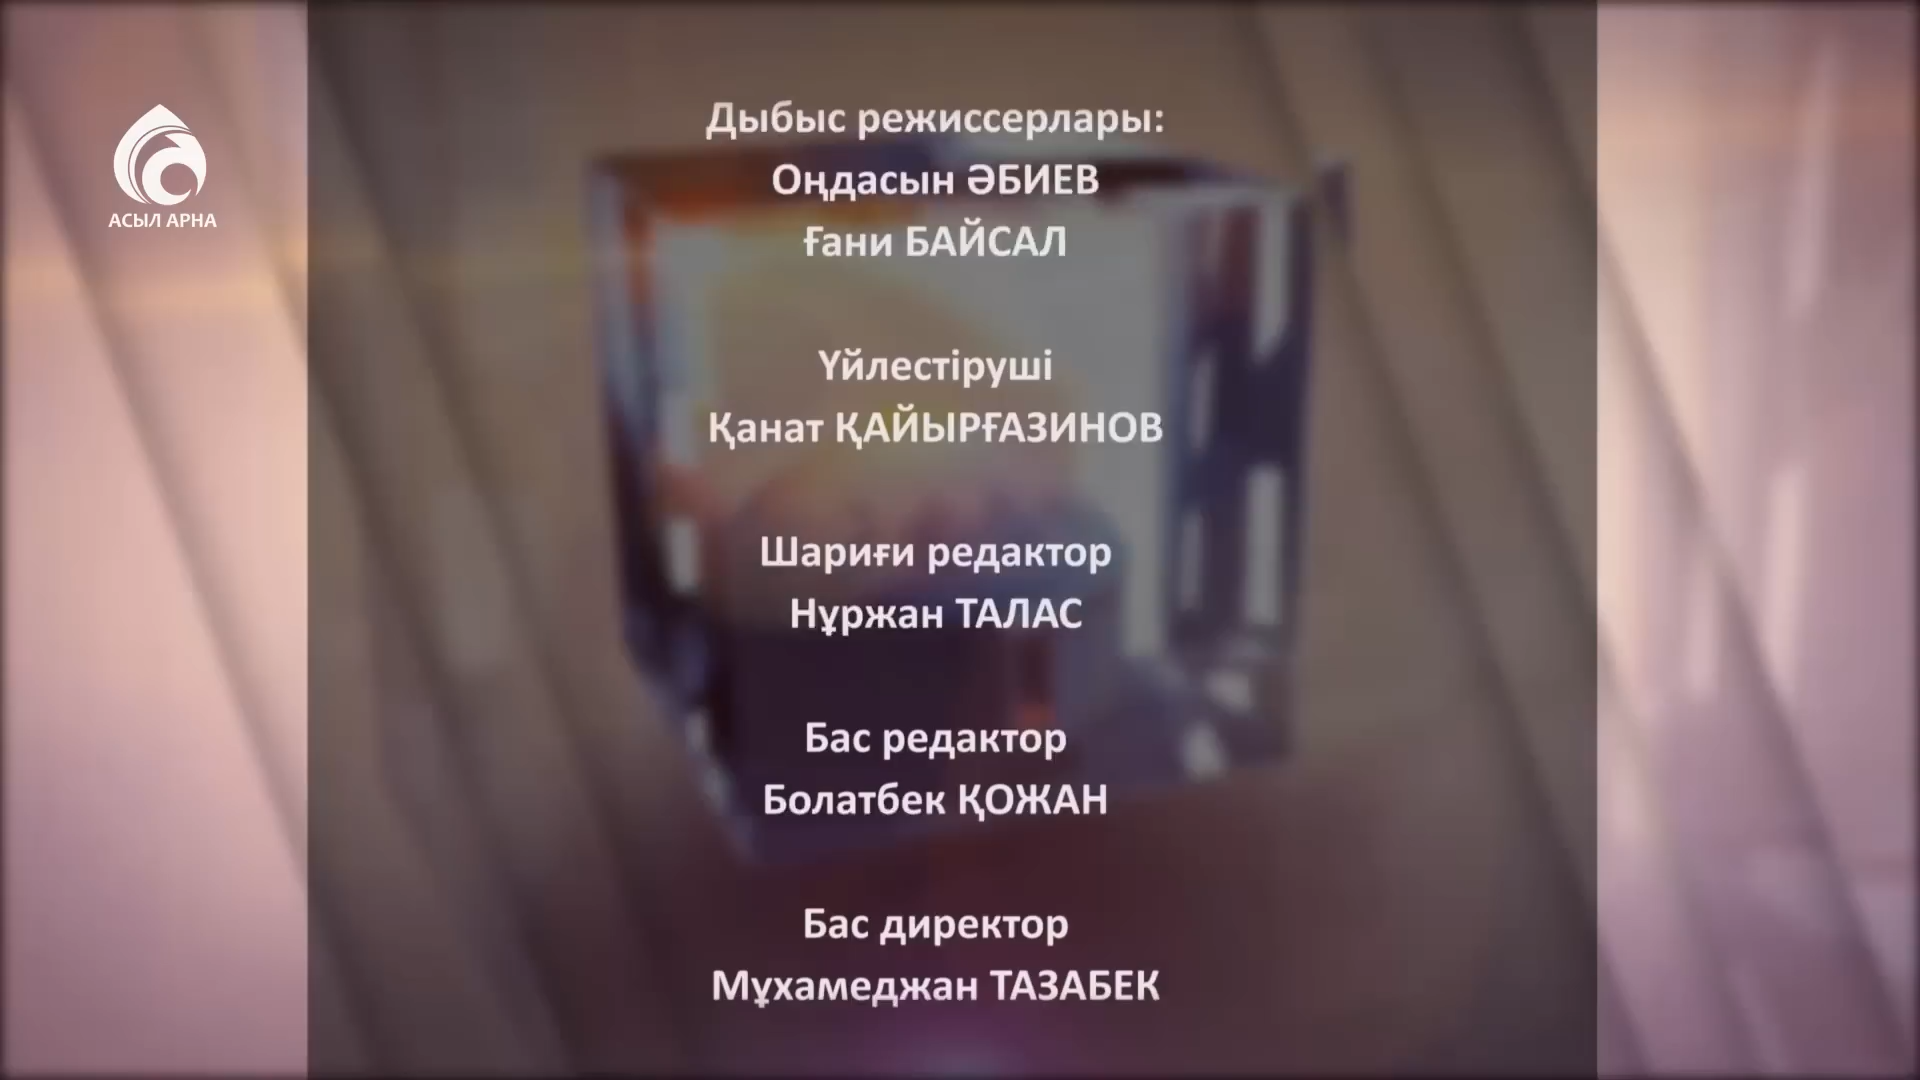 АСЫЛ АРНА
Дыбыс режиссерлары:
Оңдасын ӘБИЕВ
Ғани БАЙСАЛ
Үйлестіруші
Қанат ҚАЙЫРҒАЗИНОВ
Шариғи редактор
Нұржан ТАЛАС
Бас редактор
Болатбек ҚОЖАН
Бас директор
Мұхамеджан ТАЗАБЕК